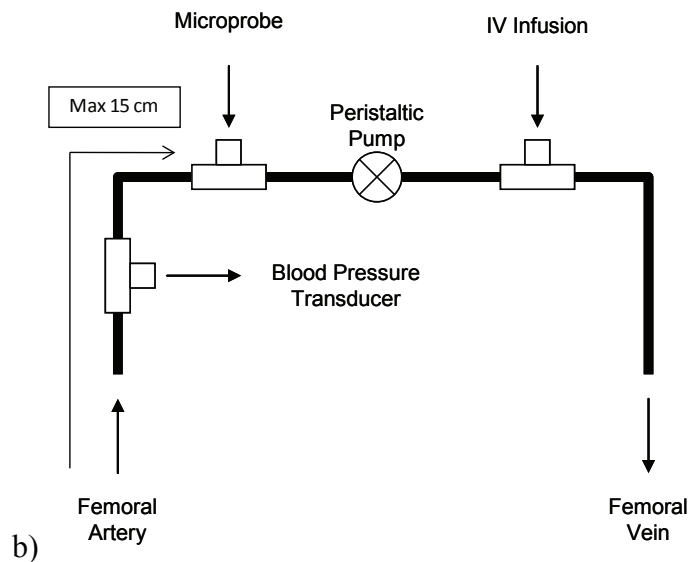 Microprobe
IV Infusion
Max 15 cm
Peristaltic
Pump
Blood Pressure
Transducer
Femoral
Artery
Femoral
Vein
b)